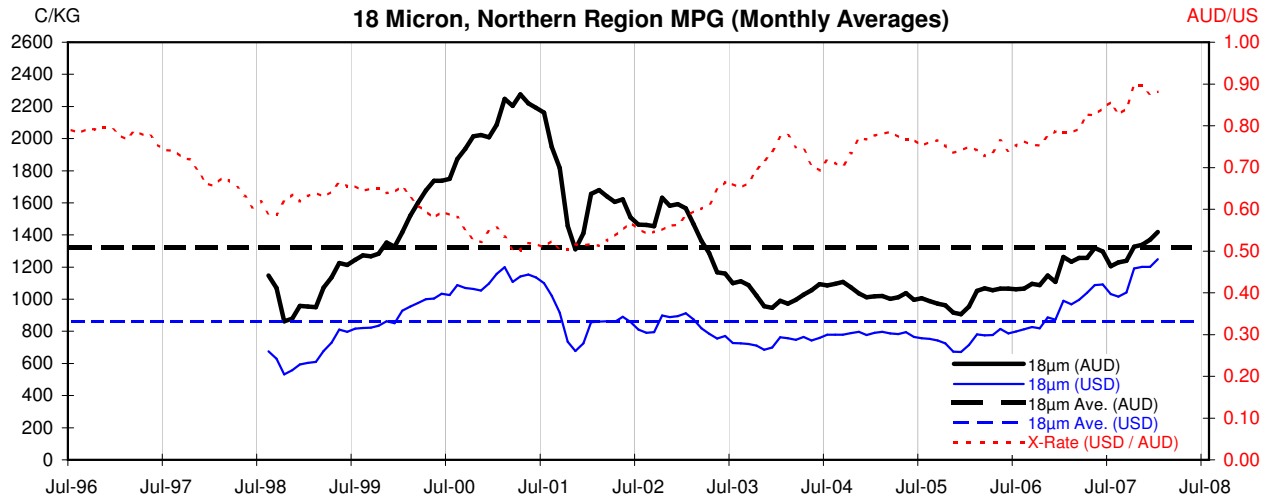 C/KG
18 Micron, Northern Region MPG (Monthly Averages)
AUD/US
2600
2400
2200
2000
1800
1600
1400
1200
1000
800
600
400
200
0
1.00
0.90
0.80
0.70
0.60
0.50
0.40
0.30
0.20
0.10
0.00
18µm (AUD)
18µm (USD)
18µm Ave. (AUD)
18µm Ave. (USD)
X-Rate (USD / AUD)
Jul-96 Jul-97 Jul-98 Jul-99 Jul-00 Jul-01 Jul-02 Jul-03 Jul-04 Jul-05 Jul-06 Jul-07 Jul-08